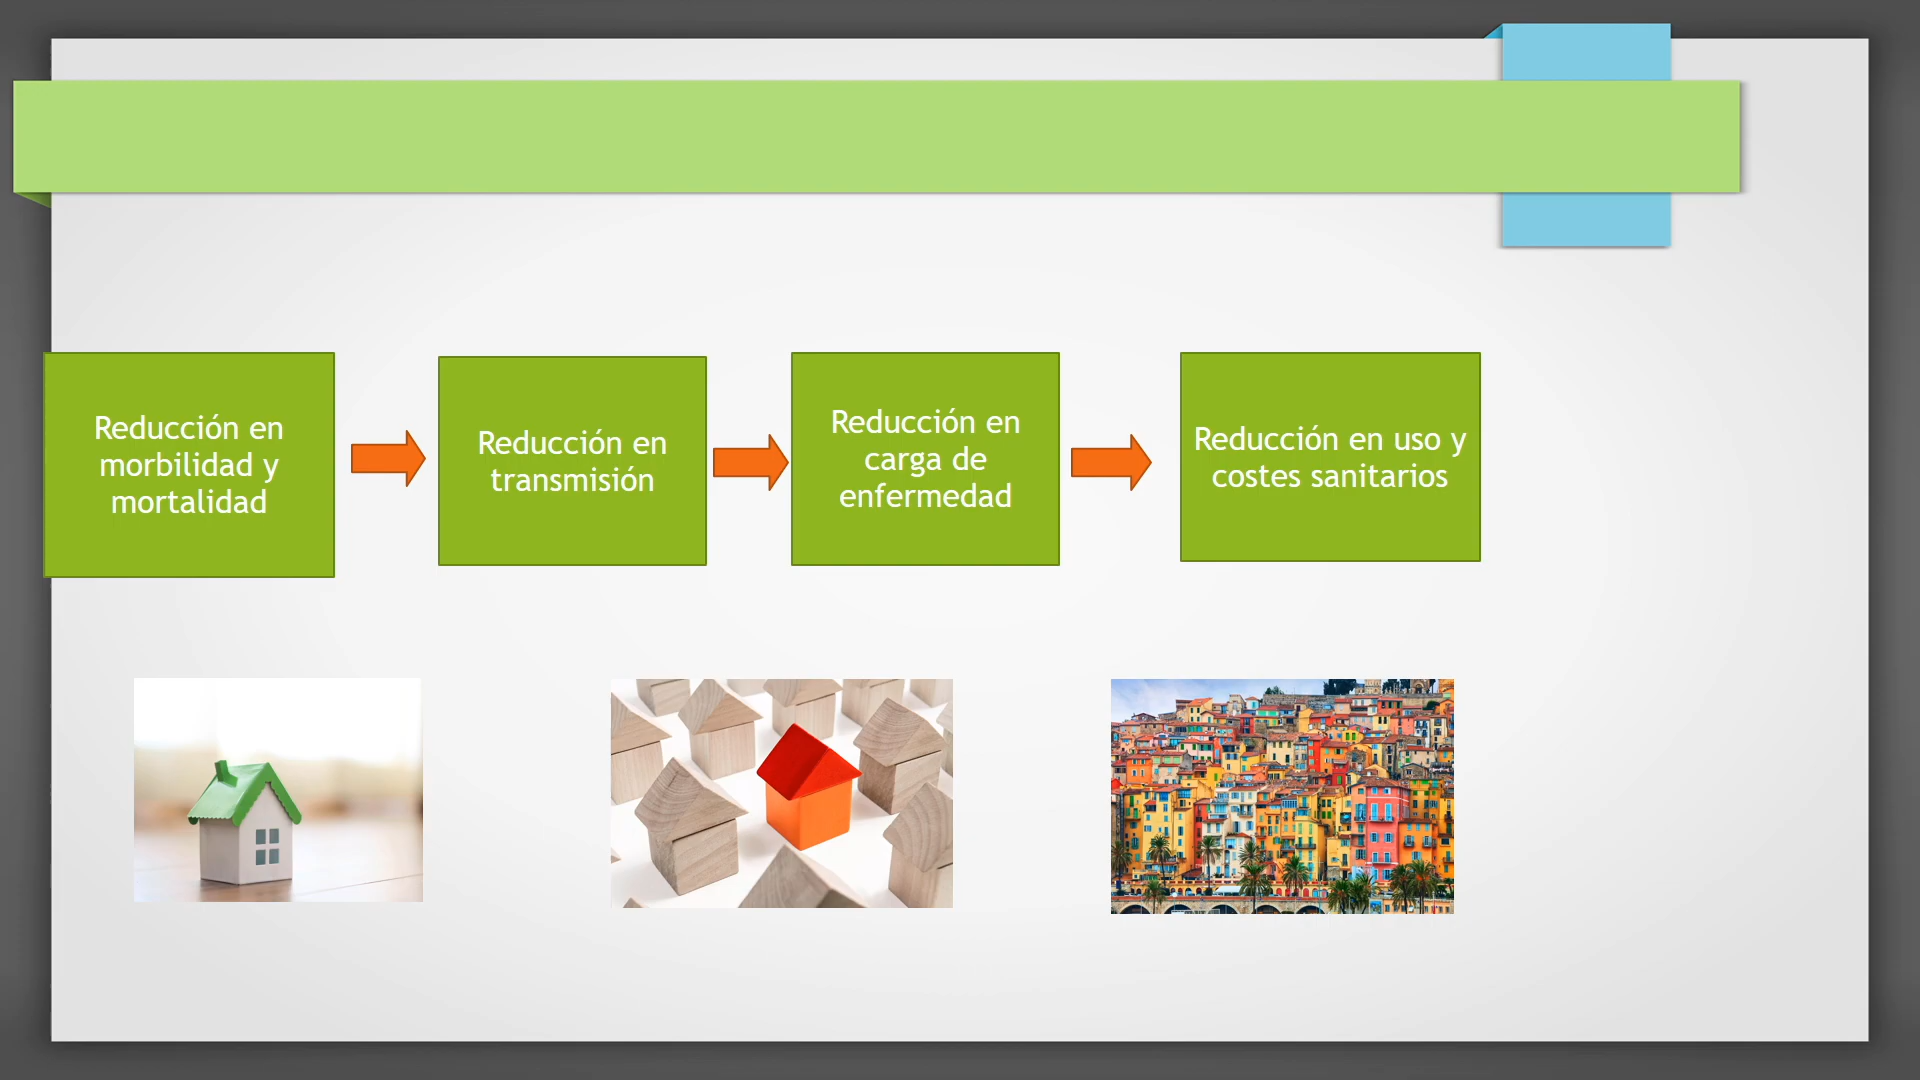 Reducción en
morbilidad y
mortalidad
Reducción en
transmisión
Reducción en
carga de
enfermedad
Reducción en uso y
costes sanitarios